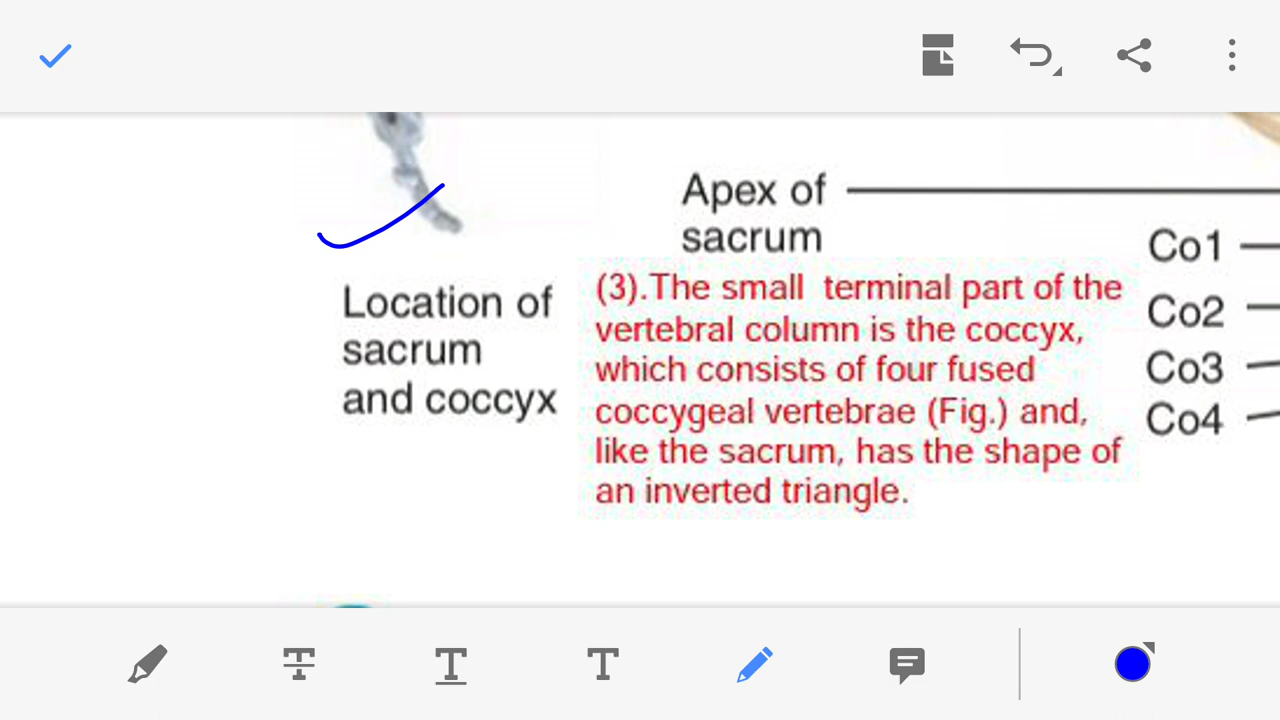 Apex of
sacrum
Co1
Location of
sacrum
and coccyx
(3).The small  terminal part of the
vertebral column is the coccyx,
which consists of four fused
coccygeal vertebrae (Fig.) and,
like the sacrum, has the shape of
an inverted triangle.
Co2
Co3
Co4